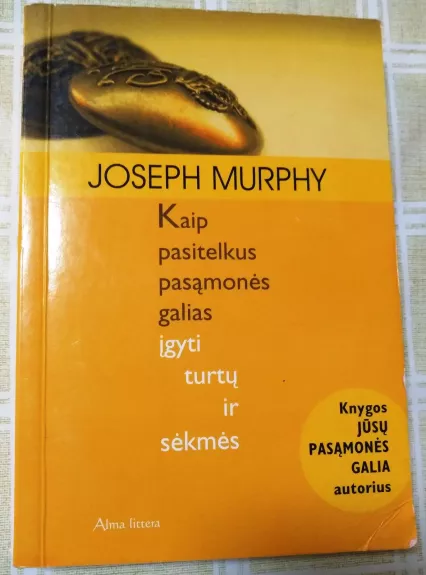 JOSEPH MURPHY
Kaip
pasitelkus
pasąmonės
galias
įgyti
turtų
ir
sėkmės
Knygos
JŪSŲ
PASĄMONĖS
GALIA
autorius
Alma littera